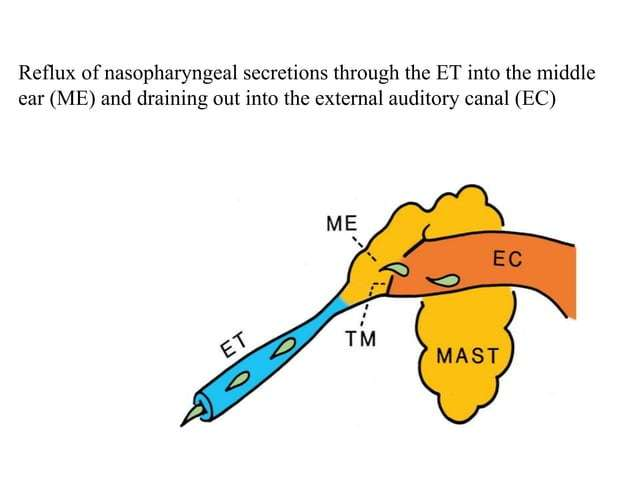 Reflux of nasopharyngeal secretions through the ET into the middle
ear (ME) and draining out into the external auditory canal (EC)
ME
EC
TM
ET
MAST